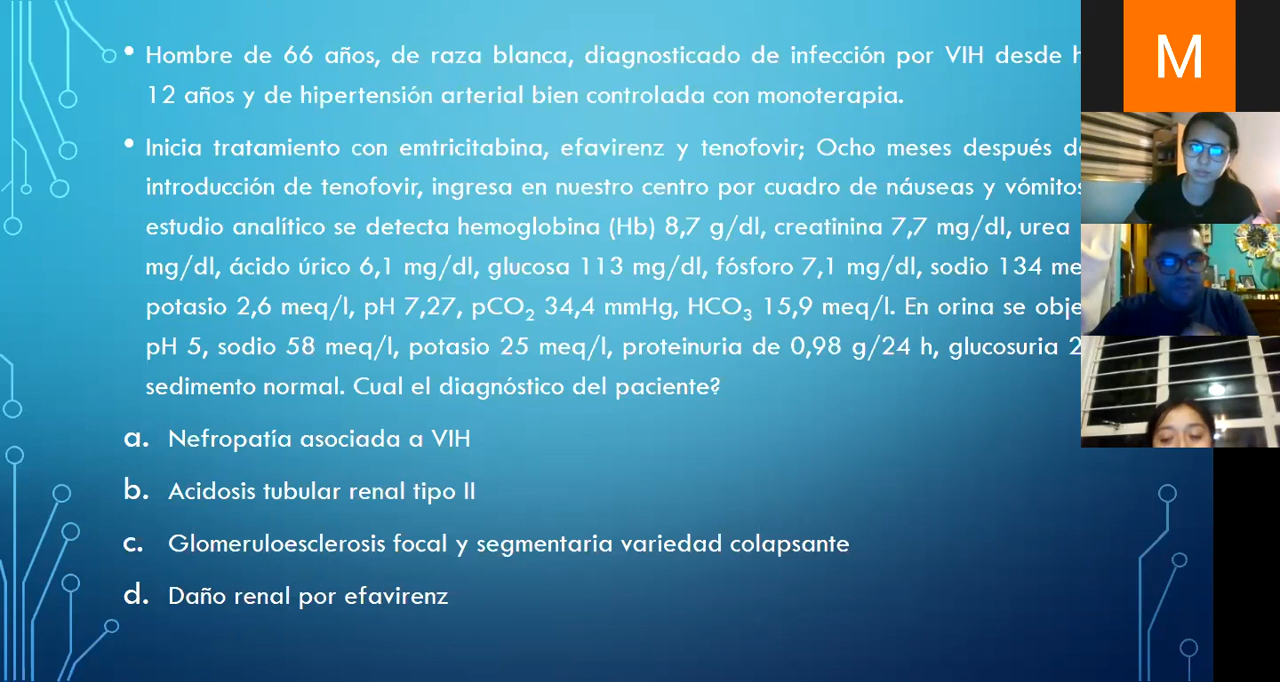 • Hombre de 66 años, de raza blanca, diagnosticado de infección por VIH desde
12 años y de hipertensión arterial bien controlada con monoterapia.
• Inicia tratamiento con emtricitabina, efavirenz y tenofovir; Ocho meses después
introducción de tenofovir, ingresa en nuestro centro por cuadro de náuseas y vómitos
estudio analítico se detecta hemoglobina (Hb) 8,7 g/dl, creatinina 7,7 mg/dl, urea
mg/dl, ácido úrico 6,1 mg/dl, glucosa 113 mg/dl, fósforo 7,1 mg/dl, sodio 134
potasio 2,6 meq/l, pH 7,27, pCO₂ 34,4 mmHg, HCO₃ 15,9 meq/l. En orina se
pH 5, sodio 58 meq/l, potasio 25 meq/l, proteinuria de 0,98 g/24 h, glucosuria
sedimento normal. Cual el diagnóstico del paciente?
a. Nefropatía asociada a VIH
b. Acidosis tubular renal tipo II
c. Glomeruloesclerosis focal y segmentaria variedad colapsante
d. Daño renal por efavirenz
M